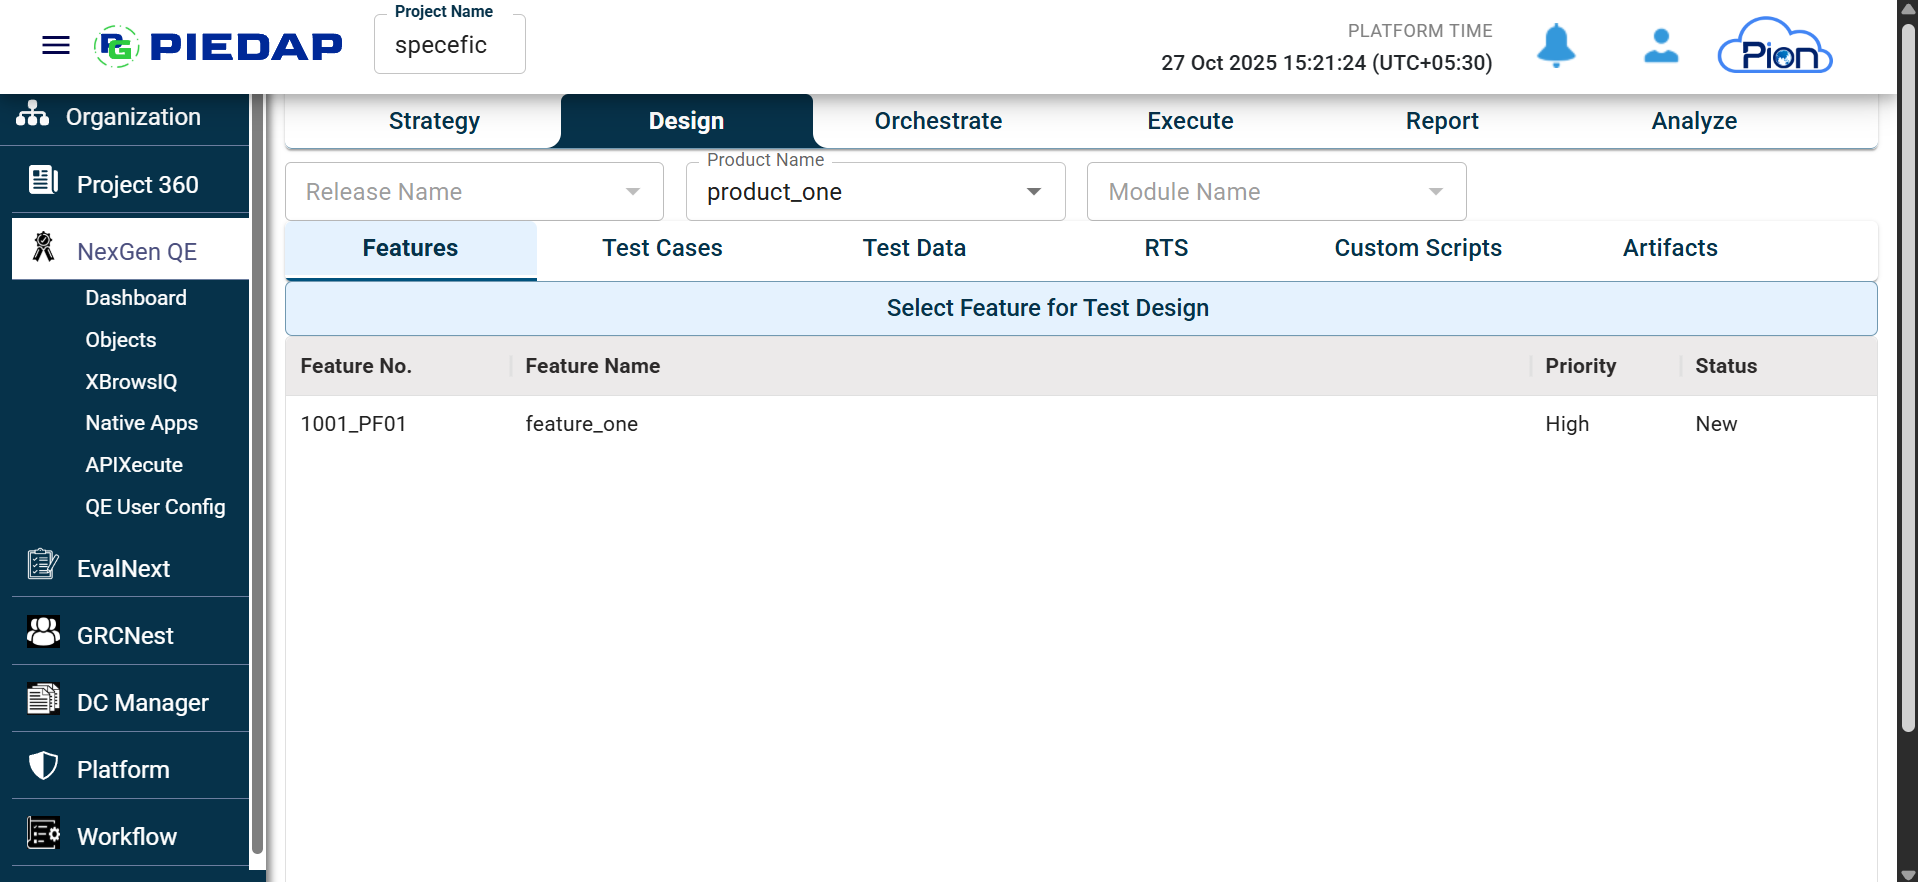 PIEDAP
Project Name
specefic
PLATFORM TIME
27 Oct 2025 15:21:24 (UTC+05:30)
Pion
Organization
Project 360
NexGen QE
Dashboard
Objects
XBrowsIQ
Native Apps
APIXecute
QE User Config
EvalNext
GRCNest
DC Manager
Platform
Workflow
Strategy Design Orchestrate Execute Report Analyze
Release Name
Product Name
product_one
Module Name
Features Test Cases Test Data RTS Custom Scripts Artifacts
Select Feature for Test Design
Feature No. Feature Name Priority Status
1001_PF01 feature_one High New